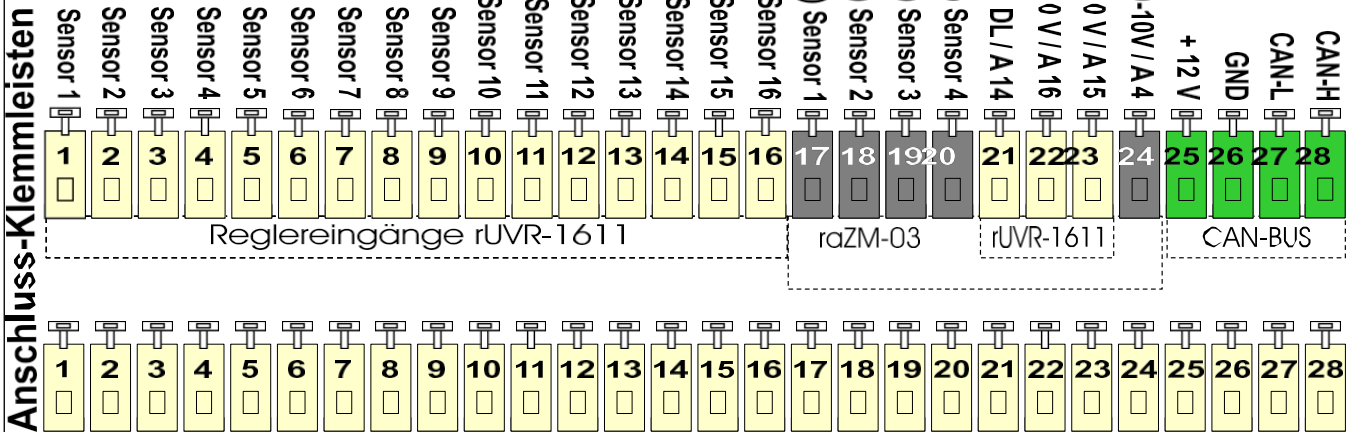 Anschluss-Klemmleisten
Sensor 1
Sensor 2
Sensor 3
Sensor 4
Sensor 5
Sensor 6
Sensor 7
Sensor 8
Sensor 9
Sensor 10
Sensor 11
Sensor 12
Sensor 13
Sensor 14
Sensor 15
Sensor 16
) Sensor 1
) Sensor 2
) Sensor 3
) Sensor 4
DL / A 14
0 V / A 16
0 V / A 15
-10V / A 4
+ 12 V
GND
CAN-L
CAN-H
1 2 3 4 5 6 7 8 9 10 11 12 13 14 15 16 17 18 19 20 21 22 23 24 25 26 27 28
Reglereingänge rUVR-1611 raZM-03 rUVR-1611 CAN-BUS
1 2 3 4 5 6 7 8 9 10 11 12 13 14 15 16 17 18 19 20 21 22 23 24 25 26 27 28